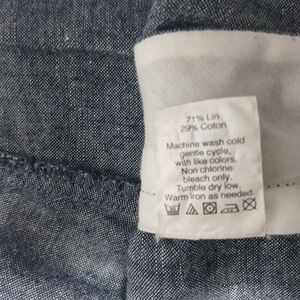 71% Lin
29% Coton
Machine wash cold
gentle cycle,
with like colors.
Non chlorine
bleach only.
Tumble dry low.
Warm iron as needed.